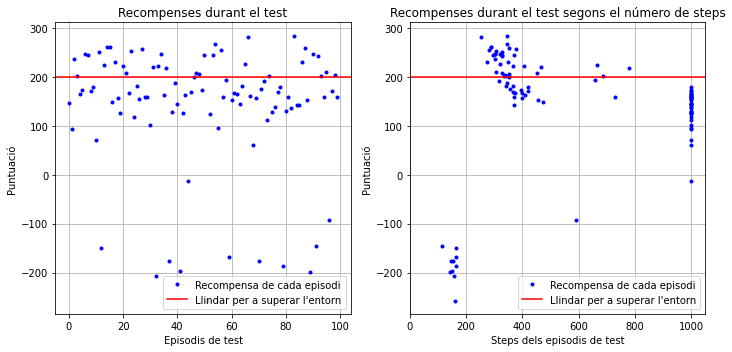 Recompenses durant el test
Puntuació
300
200
100
0
−100
−200
0
20
40
60
80
100
Episodis de test
Recompensa de cada episodi
Llindar per a superar l'entorn
Recompenses durant el test segons el número de steps
Puntuació
300
200
100
0
−100
−200
0
200
400
600
800
1000
Steps dels episodis de test
Recompensa de cada episodi
Llindar per a superar l'entorn